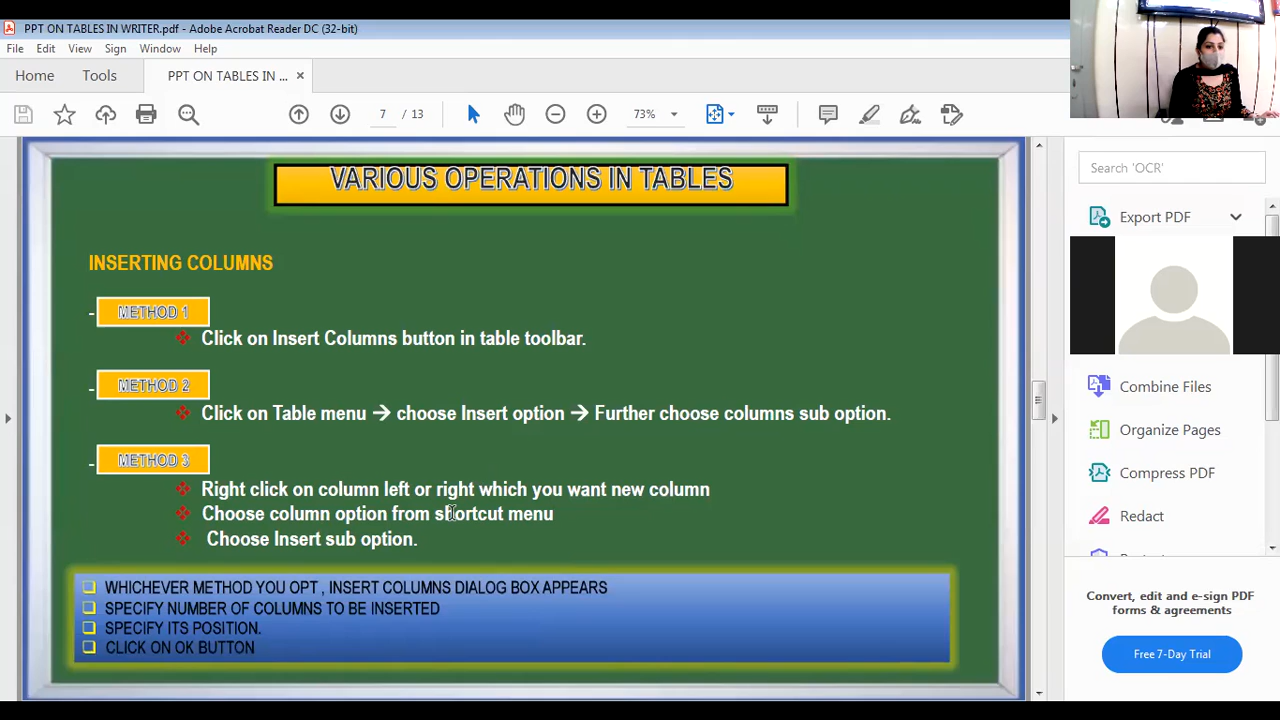 PPT ON TABLES IN WRITER.pdf - Adobe Acrobat Reader DC (32-bit)
File Edit View Sign Window Help
Home Tools PPT ON TABLES IN ... ×
7 / 13 73%
Search 'OCR'
Export PDF
Combine Files
Organize Pages
Compress PDF
Redact
Convert, edit and e-sign PDF
forms & agreements
Free 7-Day Trial
VARIOUS OPERATIONS IN TABLES
INSERTING COLUMNS
- METHOD 1
❖ Click on Insert Columns button in table toolbar.
- METHOD 2
❖ Click on Table menu → choose Insert option → Further choose columns sub option.
- METHOD 3
❖ Right click on column left or right which you want new column
❖ Choose column option from shortcut menu
❖ Choose Insert sub option.
❑ WHICHEVER METHOD YOU OPT , INSERT COLUMNS DIALOG BOX APPEARS
❑ SPECIFY NUMBER OF COLUMNS TO BE INSERTED
❑ SPECIFY ITS POSITION.
❑ CLICK ON OK BUTTON